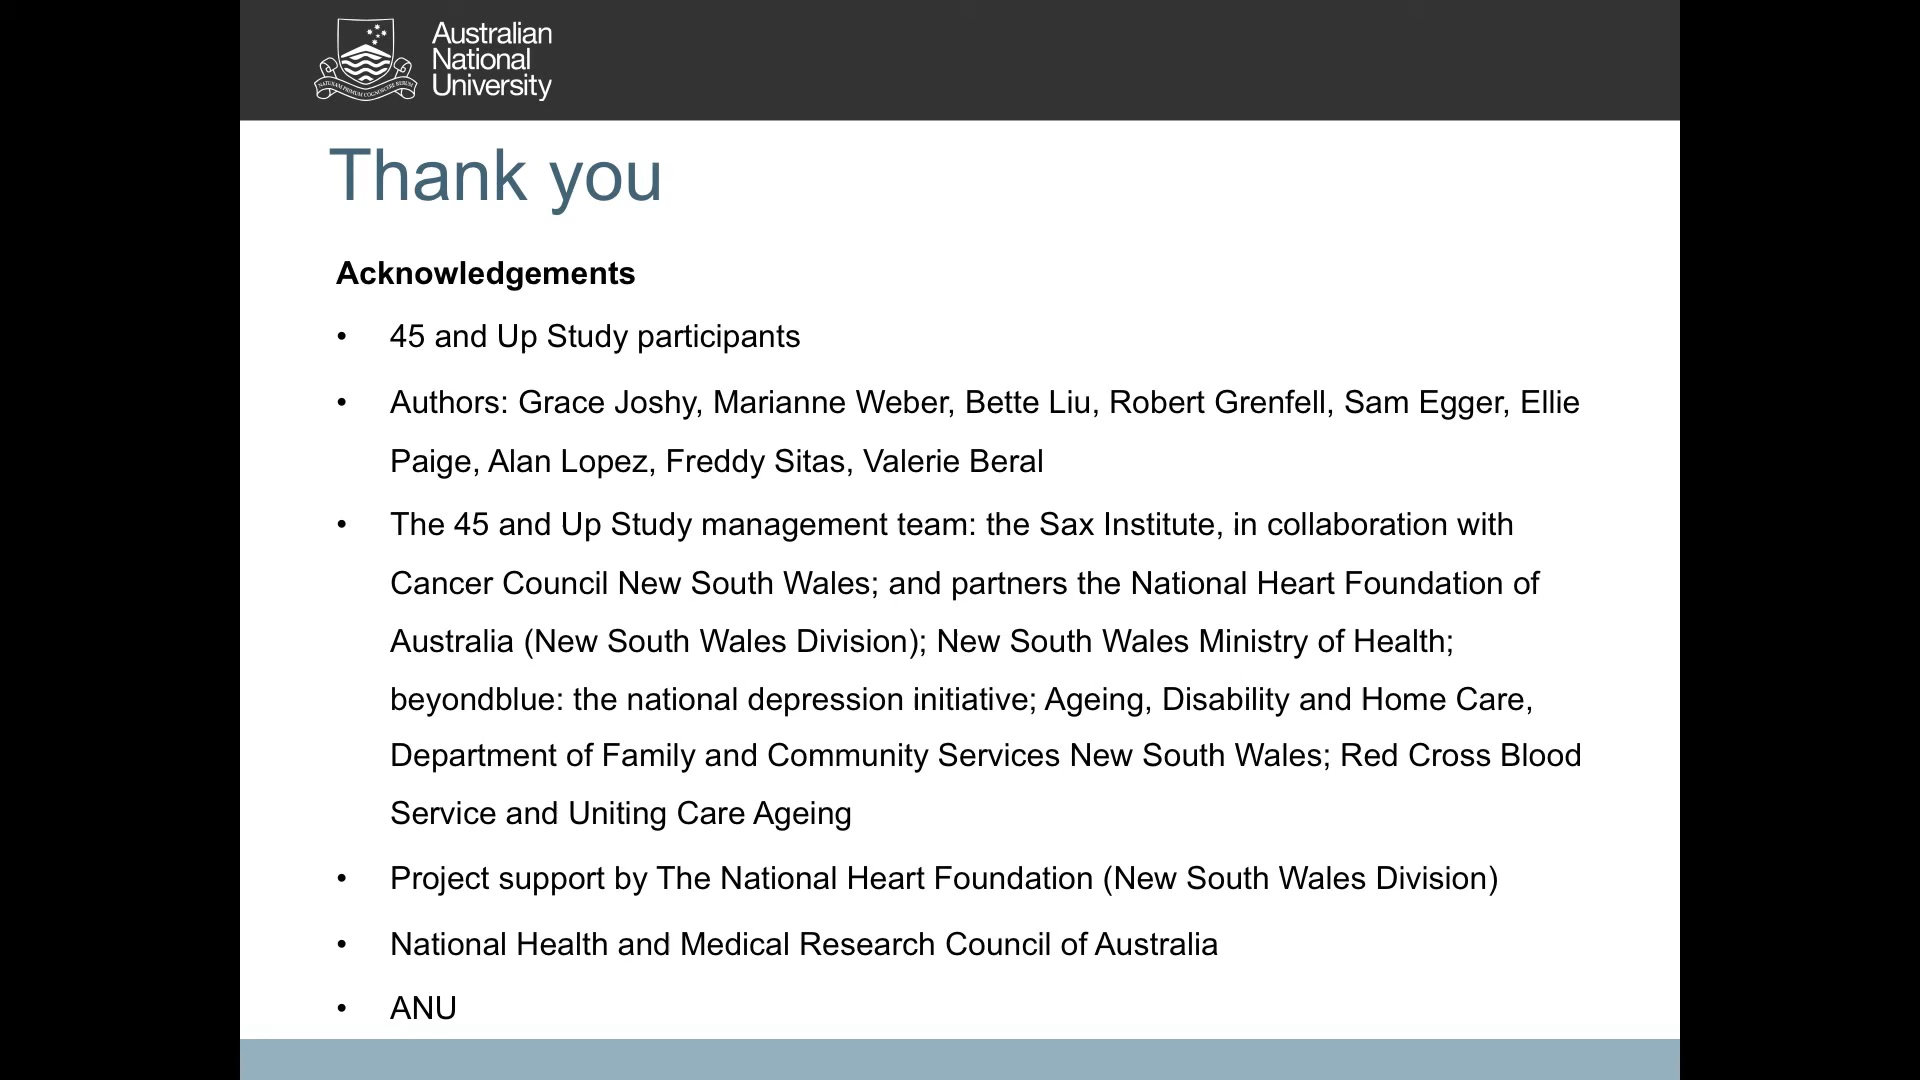 Australian
National
University
NATURAM PRIMUM COGNOSCERE RERUM
Thank you
Acknowledgements
• 45 and Up Study participants
• Authors: Grace Joshy, Marianne Weber, Bette Liu, Robert Grenfell, Sam Egger, Ellie
Paige, Alan Lopez, Freddy Sitas, Valerie Beral
• The 45 and Up Study management team: the Sax Institute, in collaboration with
Cancer Council New South Wales; and partners the National Heart Foundation of
Australia (New South Wales Division); New South Wales Ministry of Health;
beyondblue: the national depression initiative; Ageing, Disability and Home Care,
Department of Family and Community Services New South Wales; Red Cross Blood
Service and Uniting Care Ageing
• Project support by The National Heart Foundation (New South Wales Division)
• National Health and Medical Research Council of Australia
• ANU